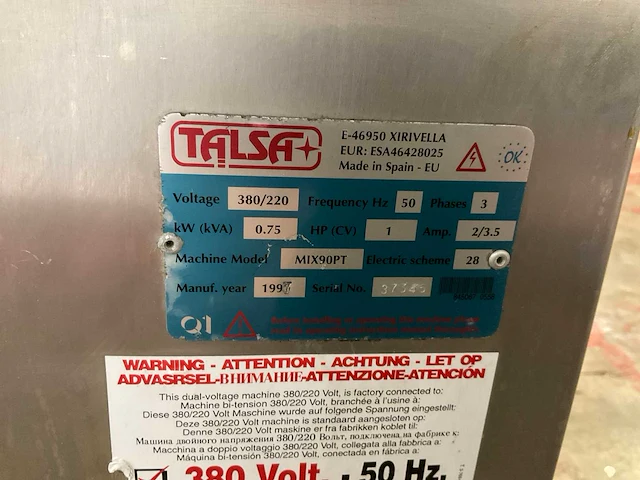 TALSA
E-46950 XIRIVELLA
EUR: ESA46428025
Made in Spain - EU
OK
Voltage 380/220 Frequency Hz 50 Phases 3
kW (kVA) 0.75 HP (CV) 1 Amp. 2/3.5
Machine Model MIX90PT Electric scheme 28
Manuf. year 1997 Serial No.
Q1
WARNING - ATTENTION - ACHTUNG - LET OP
ADVASRSEL-ВНИМАНИЕ-ATTENZIONE-ATENCIÓN
This dual-voltage machine 380/220 Volt, is factory connected to:
Machine bi-tension 380/220 Volt, branchée à l'usine à:
Diese 380/220 Volt Maschine wurde auf folgende Spannung eingestellt:
Deze 380/220 Volt machine is standaard aangesloten op:
Denne 380/220 Volt maskine er fra fabrikken koblet til:
Машина двойного напряжения 380/220 Вольт, подключена на фабрике к:
Macchina a doppio voltaggio 380/220 Volt, collegata alla fabbrica a:
Máquina bi-tensión 380/220 Volt, conectada en fábrica a:
380 Volt. - 50 Hz.